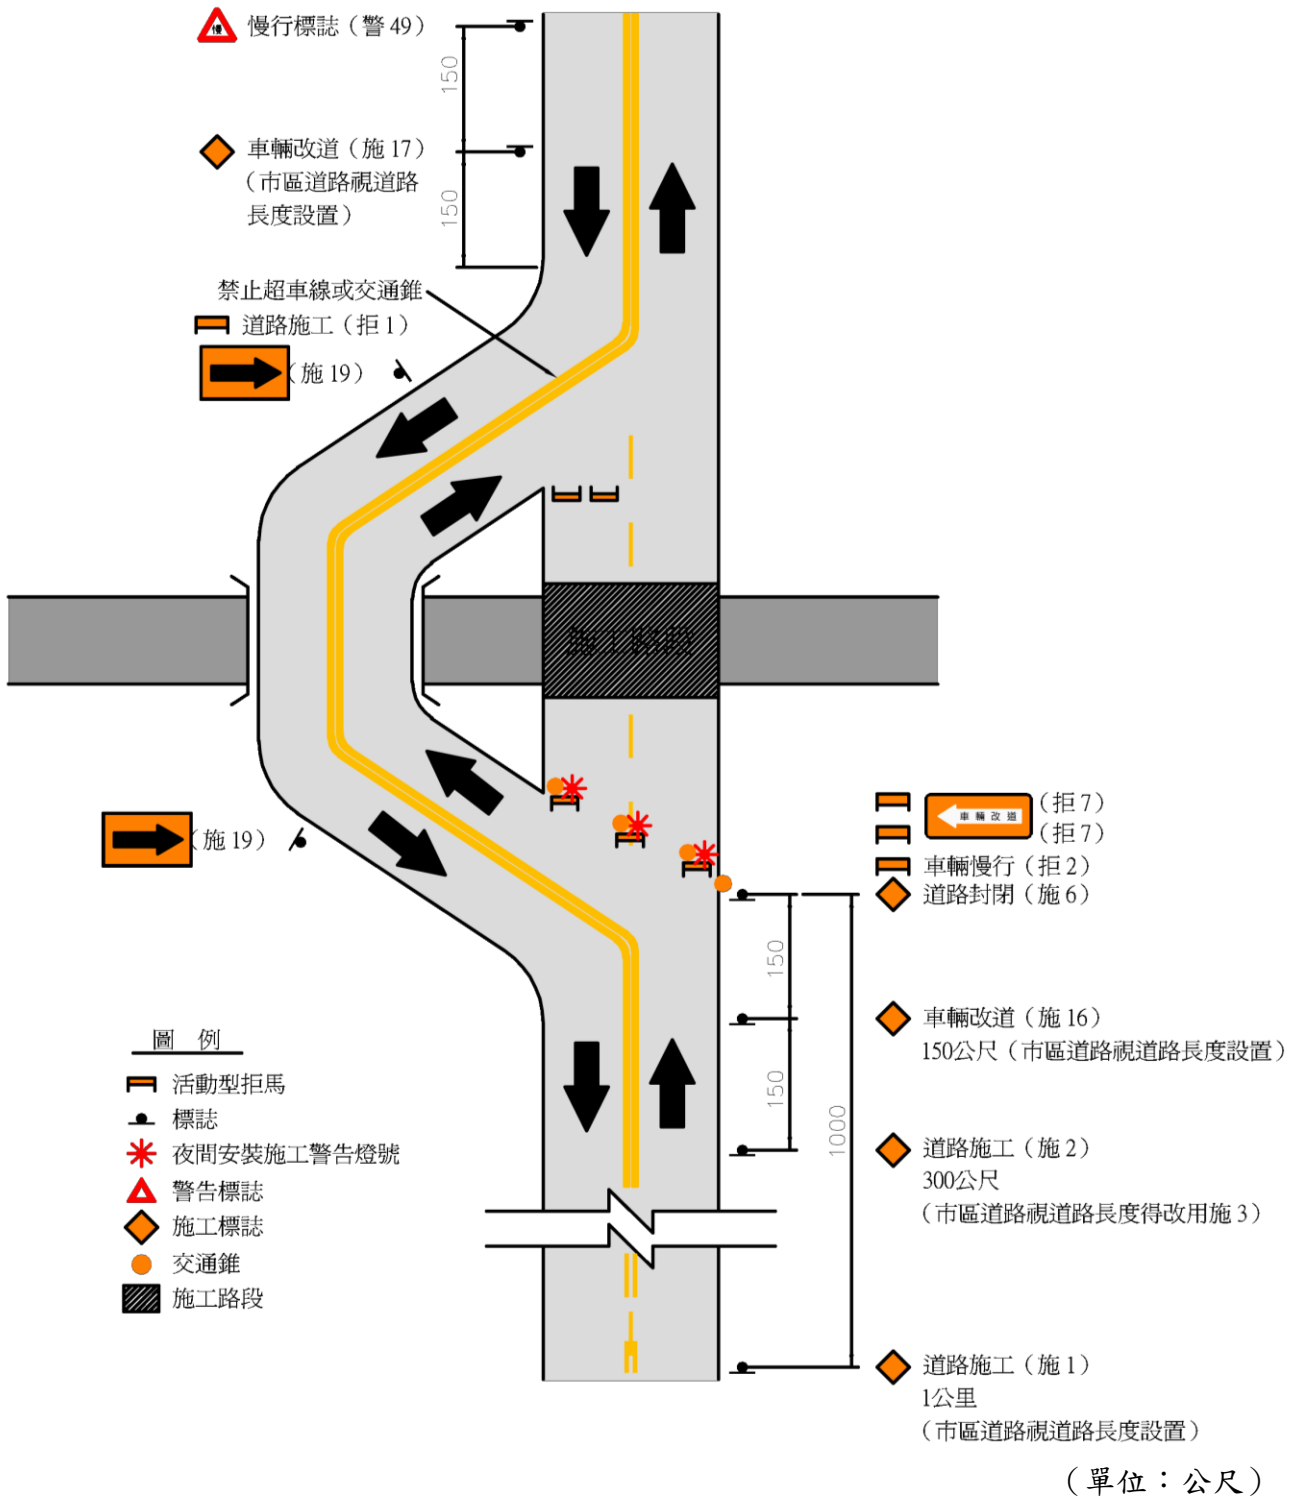 慢
慢行標誌（警 49）
150
車輛改道（施 17）
（市區道路視道路
長度設置）
150
禁止超車線或交通錐
道路施工（拒 1）
（施 19）
施工路段
（施 19）
車輛改道
（拒 7）
（拒 7）
車輛慢行（拒 2）
道路封閉（施 6）
150
車輛改道（施 16）
150公尺（市區道路視道路長度設置）
150
1000
道路施工（施 2）
300公尺
（市區道路視道路長度得改用施 3）
道路施工（施 1）
1公里
（市區道路視道路長度設置）
圖 例
活動型拒馬
標誌
夜間安裝施工警告燈號
警告標誌
施工標誌
交通錐
施工路段
（單位：公尺）